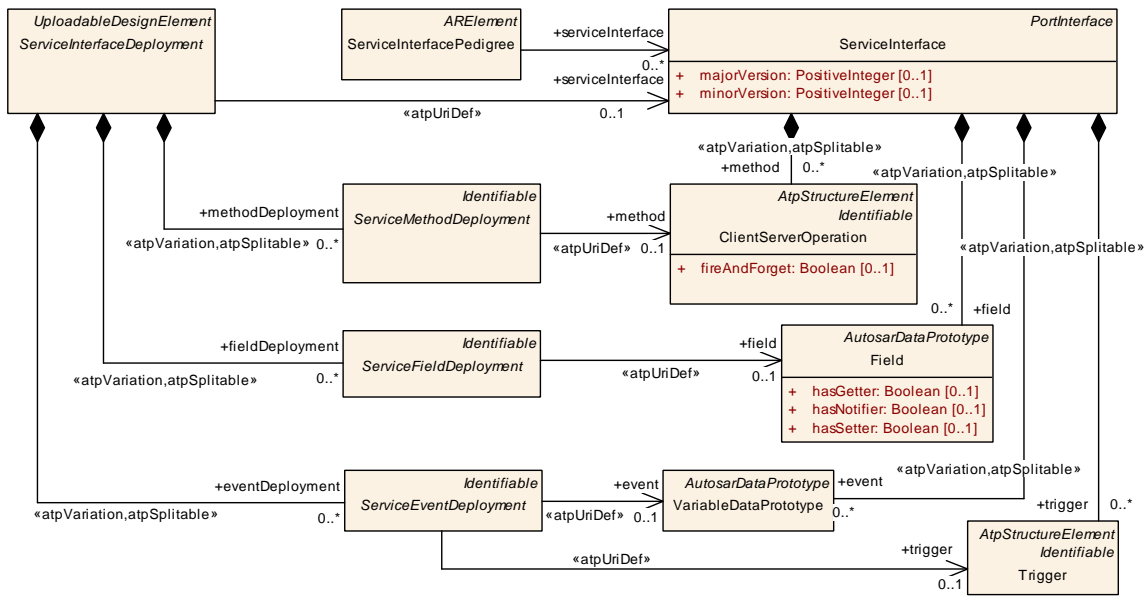 UploadableDesignElement
ServiceInterfaceDeployment
ARElement
ServiceInterfacePedigree
+serviceInterface
0..*
PortInterface
ServiceInterface
+ majorVersion: PositiveInteger [0..1]
+ minorVersion: PositiveInteger [0..1]
+serviceInterface
«atpUriDef»
0..1
«atpVariation,atpSplitable»
+method
0..*
«atpVariation,atpSplitable»
Identifiable
ServiceMethodDeployment
+methodDeployment
«atpVariation,atpSplitable»
0..*
+method
«atpUriDef»
0..1
AtpStructureElement
Identifiable
ClientServerOperation
+ fireAndForget: Boolean [0..1]
«atpVariation,atpSplitable»
0..*
+field
Identifiable
ServiceFieldDeployment
+fieldDeployment
«atpVariation,atpSplitable»
0..*
+field
«atpUriDef»
0..1
AutosarDataPrototype
Field
+ hasGetter: Boolean [0..1]
+ hasNotifier: Boolean [0..1]
+ hasSetter: Boolean [0..1]
«atpVariation,atpSplitable»
+eventDeployment
«atpVariation,atpSplitable»
0..*
Identifiable
ServiceEventDeployment
+event
«atpUriDef»
0..1
AutosarDataPrototype
VariableDataPrototype
+event
0..*
+trigger
0..*
AtpStructureElement
Identifiable
Trigger
«atpUriDef»
+trigger
0..1